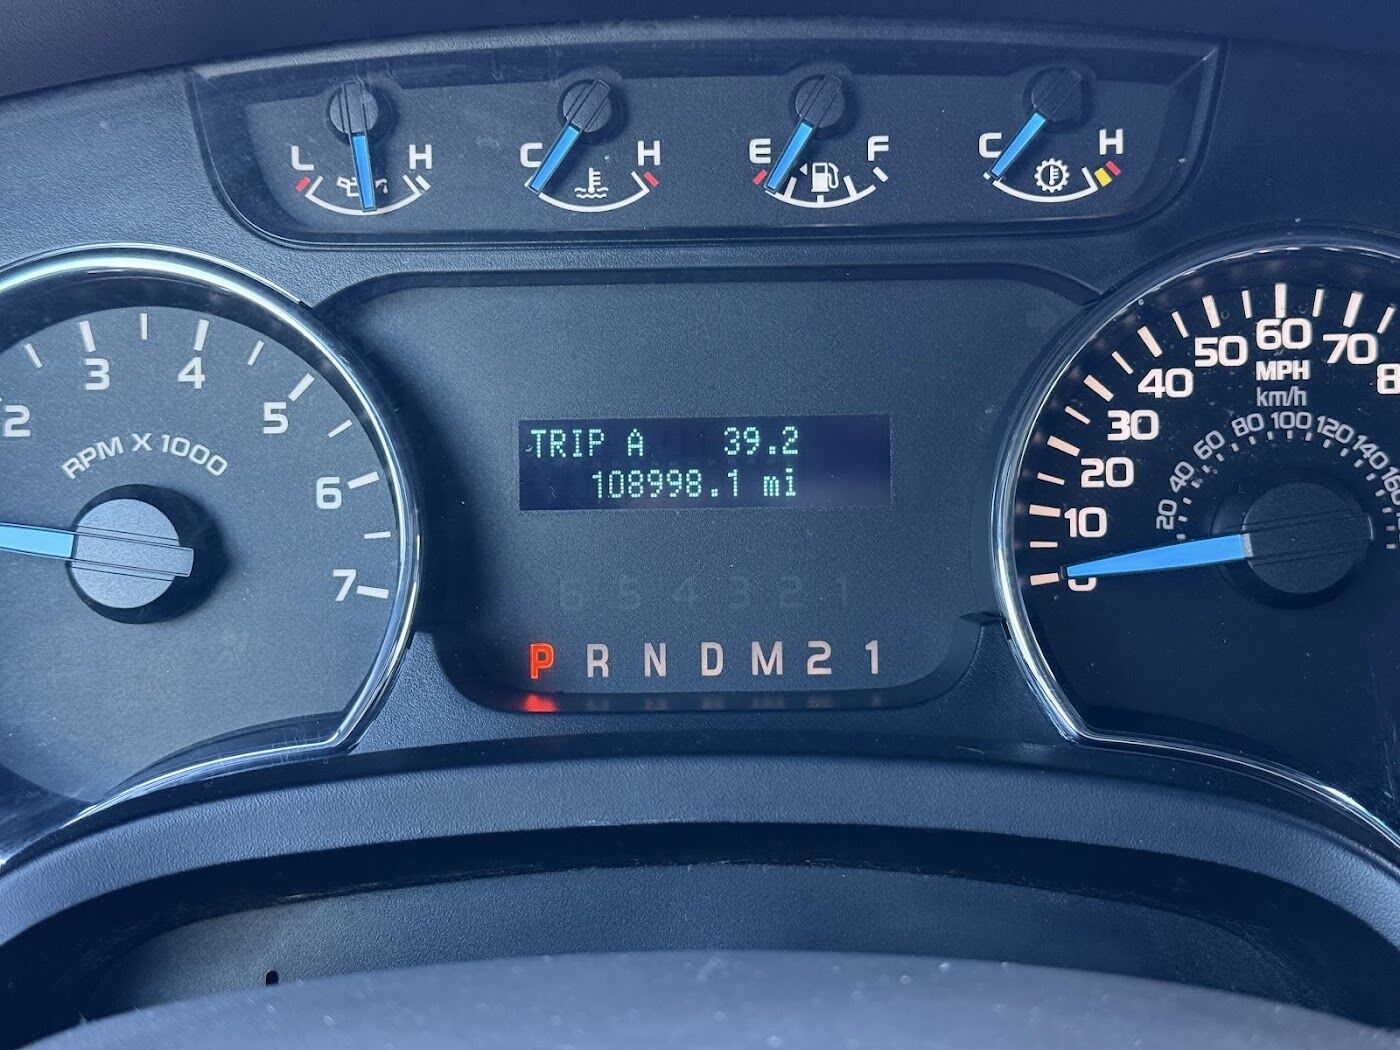 L H
C H
E F
C H
2 3 4 5 6 7
RPM X 1000
TRIP A 39.2
108998.1 mi
6 5 4 3 2 1
P R N D M 2 1
0 10 20 30 40 50 60 70
MPH
km/h
20 40 60 80 100 120 140